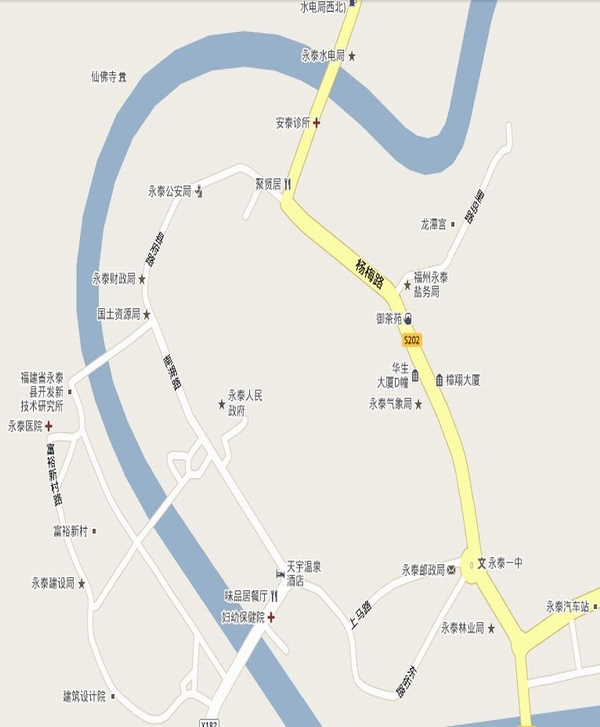 水电局西北)
永泰水电局
仙佛寺
安泰诊所
聚贤居
永泰公安局
龙潭宫
杨梅路
永泰财政局
福州永泰
盐务局
国土资源局
御茶苑
S202
南湖路
华生
大厦D幢
樟翔大厦
福建省永泰
县开发新
技术研究所
永泰人民
政府
永泰气象局
永泰医院
富裕新村路
富裕新村
永泰一中
天宇温泉
酒店
永泰邮政局
永泰建设局
味品居餐厅
妇幼保健院
上马路
永泰汽车站
永泰林业局
建筑设计院
X182